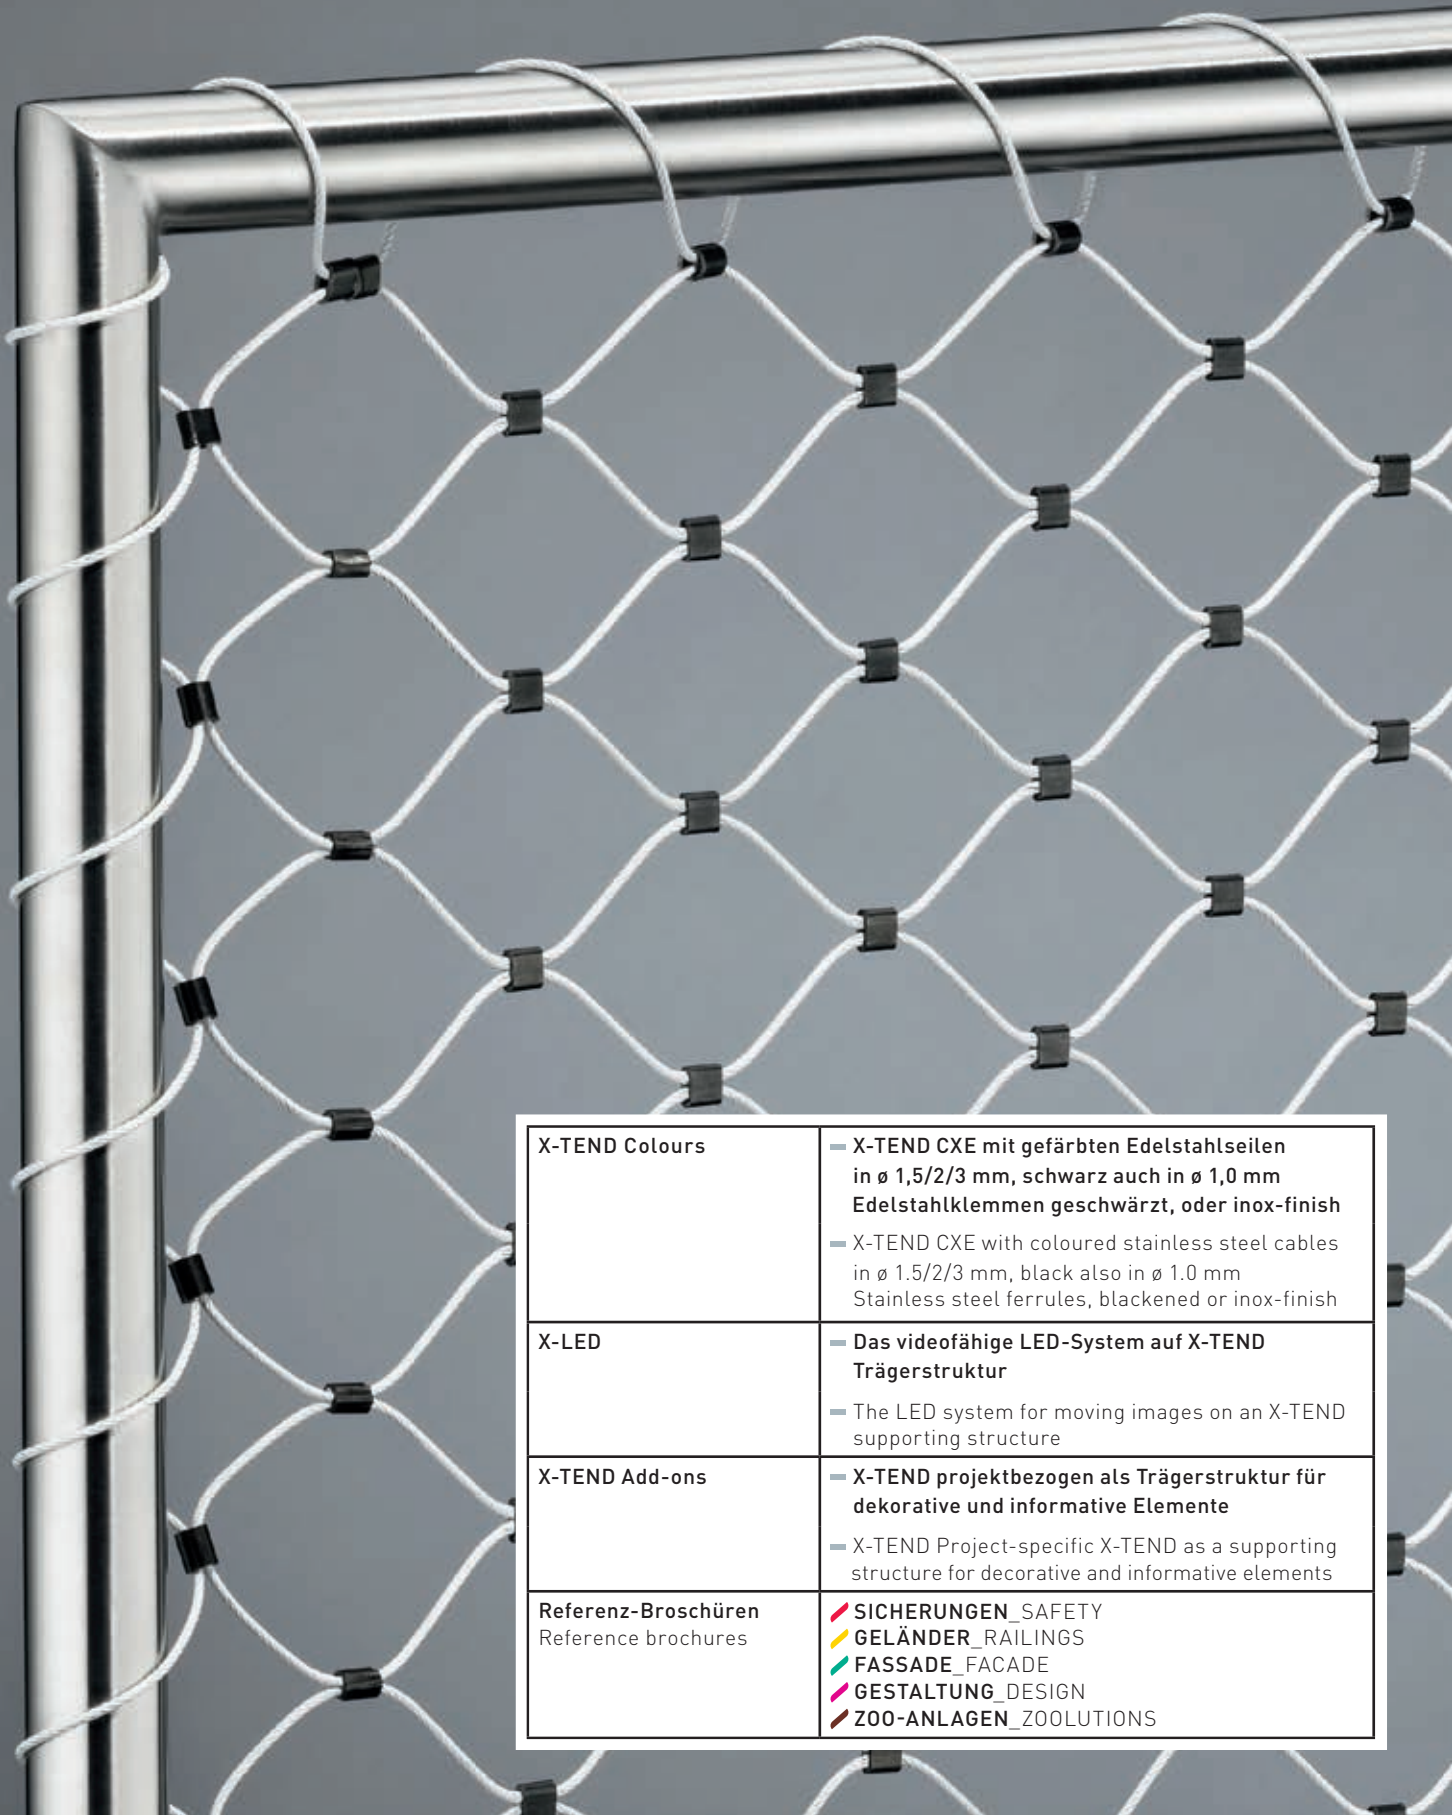 X-TEND Colours
X-TEND CXE mit gefärbten Edelstahlseilen
in ø 1,5/2/3 mm, schwarz auch in ø 1,0 mm
Edelstahlklemmen geschwärzt, oder inox-finish
X-TEND CXE with coloured stainless steel cables
in ø 1.5/2/3 mm, black also in ø 1.0 mm
Stainless steel ferrules, blackened or inox-finish
X-LED
Das videofähige LED-System auf X-TEND
Trägerstruktur
The LED system for moving images on an X-TEND
supporting structure
X-TEND Add-ons
X-TEND projektbezogen als Trägerstruktur für
dekorative und informative Elemente
X-TEND Project-specific X-TEND as a supporting
structure for decorative and informative elements
Referenz-Broschüren
Reference brochures
SICHERUNGEN_SAFETY
GELÄNDER_RAILINGS
FASSADE_FACADE
GESTALTUNG_DESIGN
ZOO-ANLAGEN_ZOOLUTIONS